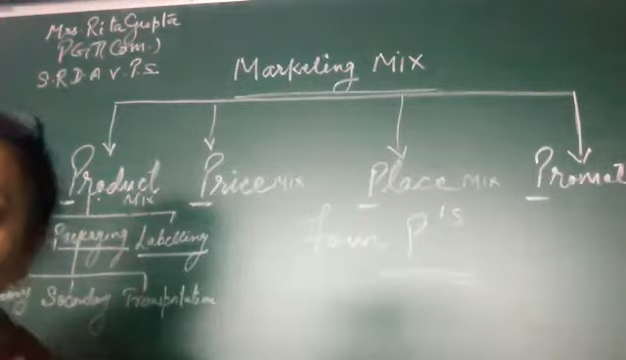 Mrs. Rita Gupta
PGT(Com.)
S.R.D A V. P.S
Marketing Mix
Product Mix Price Mix Place Mix Promot
Packaging Labelling
four P's
Secondary Transportation